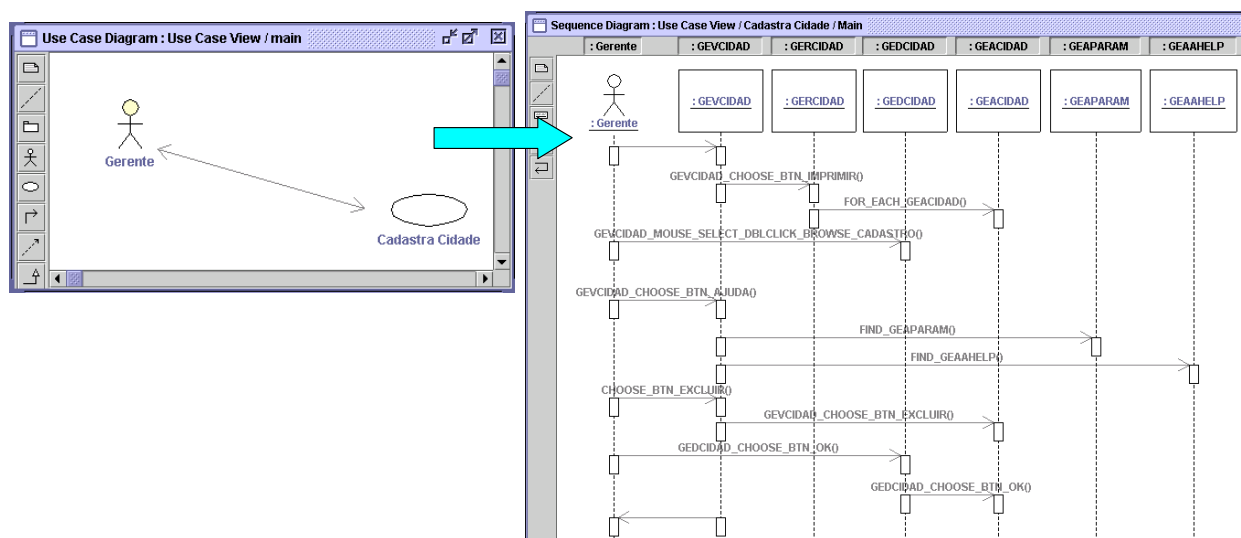 Use Case Diagram : Use Case View / main
Gerente
Cadastra Cidade
Sequence Diagram : Use Case View / Cadastra Cidade / Main
: Gerente : GEVCIDAD : GERCIDAD : GEDCIDAD : GEACIDAD : GEAPARAM : GEAAHELP
: Gerente : GEVCIDAD : GERCIDAD : GEDCIDAD : GEACIDAD : GEAPARAM : GEAAHELP
GEVCIDAD_CHOOSE_BTN_IMPRIMIR()
FOR_EACH_GEACIDAD()
GEVCIDAD_MOUSE_SELECT_DBLCLICK_BROWSE_CADASTRO()
GEVCIDAD_CHOOSE_BTN_AJUDA()
FIND_GEAPARAM()
FIND_GEAAHELP()
CHOOSE_BTN_EXCLUIR()
GEVCIDAD_CHOOSE_BTN_EXCLUIR()
GEDCIDAD_CHOOSE_BTN_OK()
GEDCIDAD_CHOOSE_BTN_OK()